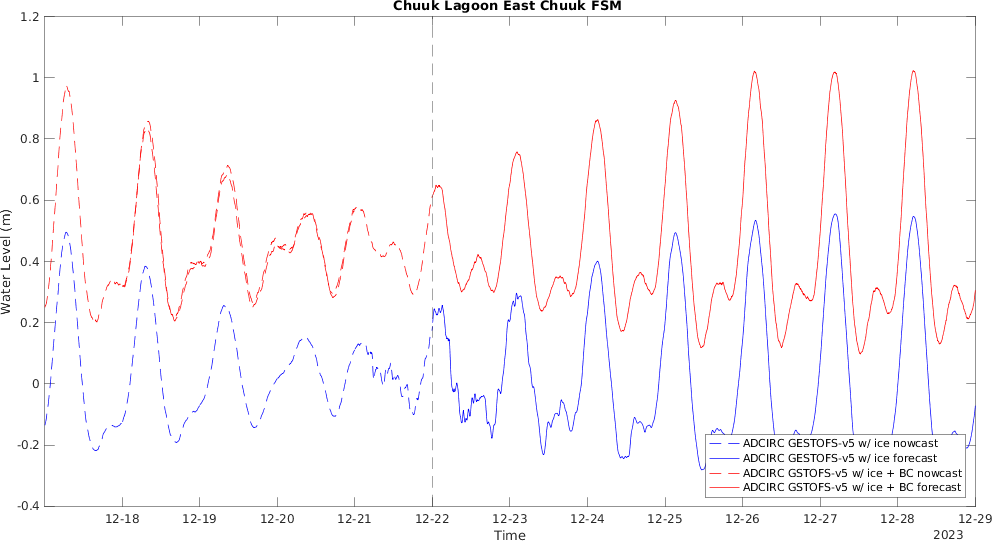 Chuuk Lagoon East Chuuk FSM
1.2
1
0.8
0.6
0.4
0.2
0
-0.2
-0.4
Water Level (m)
ADCIRC GESTOFS-v5 w/ ice nowcast
ADCIRC GESTOFS-v5 w/ ice forecast
ADCIRC GSTOFS-v5 w/ ice + BC nowcast
ADCIRC GSTOFS-v5 w/ ice + BC forecast
12-18 12-19 12-20 12-21 12-22 12-23 12-24 12-25 12-26 12-27 12-28 12-29
Time
2023